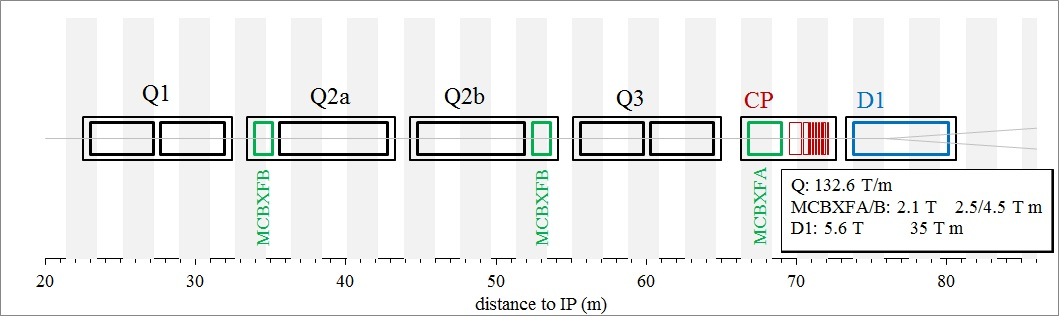 Q1
Q2a
Q2b
Q3
CP
D1
MCBXFB
MCBXFB
MCBXFA
Q: 132.6 T/m
MCBXFA/B: 2.1 T 2.5/4.5 T m
D1: 5.6 T 35 T m
20 30 40 50 60 70 80
distance to IP (m)